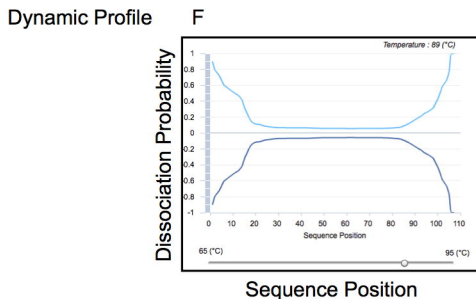 Dynamic Profile
F
Temperature : 89 (°C)
Dissociation Probability
1
0.8
0.6
0.4
0.2
0
0.2
0.4
0.6
0.8
-1
0 10 20 30 40 50 60 70 80 90 100 110
Sequence Position
65 (°C) 95 (°C)
Sequence Position